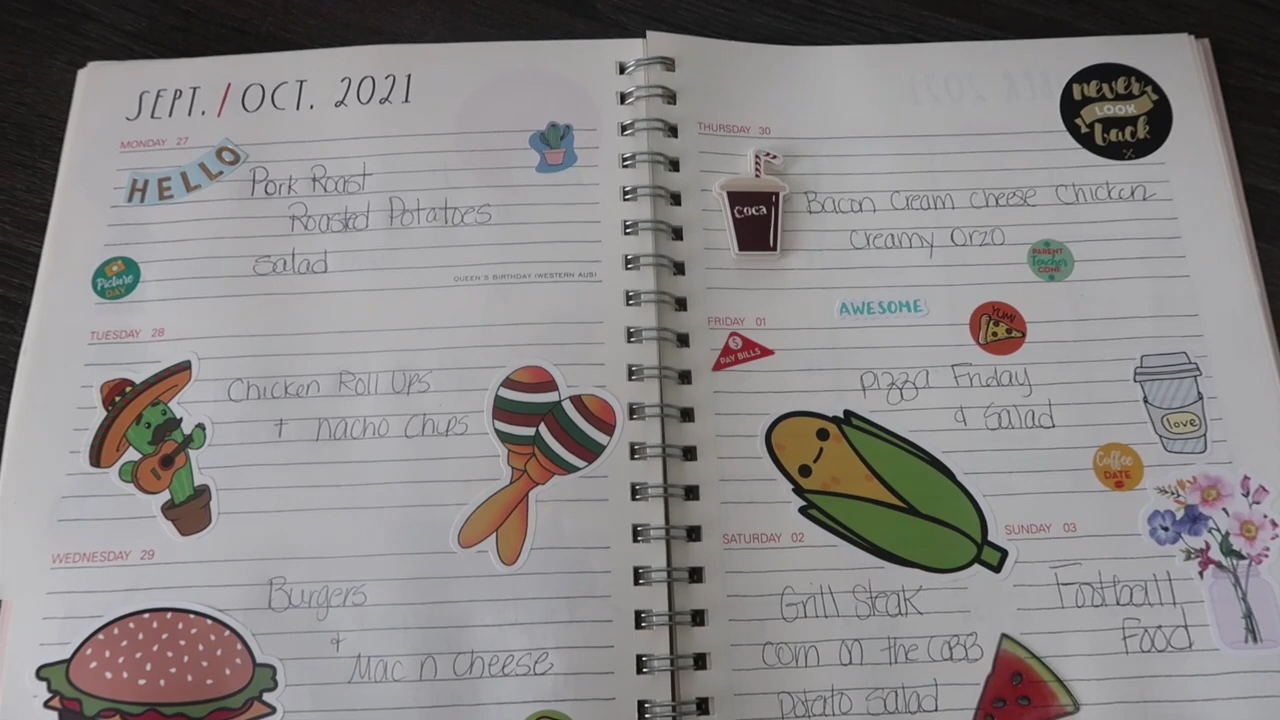 SEPT./OCT. 2021
MONDAY 27
HELLO
Pork Roast
Roasted Potatoes
Salad
Picture DAY
QUEEN'S BIRTHDAY (WESTERN AUS)
TUESDAY 28
Chicken Roll Ups
+ nacho Chips
WEDNESDAY 29
Burgers
&
Mac n Cheese
never
LOOK
back
THURSDAY 30
Coca
Bacon Cream Cheese Chicken
Creamy Orzo
PARENT
Teacher
CONF.
AWESOME
FRIDAY 01
YUM!
$
PAY BILLS
Pizza Friday
& Salad
love
Coffee
DATE
SATURDAY 02
Grill Steak
Corn on the CoBB
Potarto Salad
SUNDAY 03
Football
Food